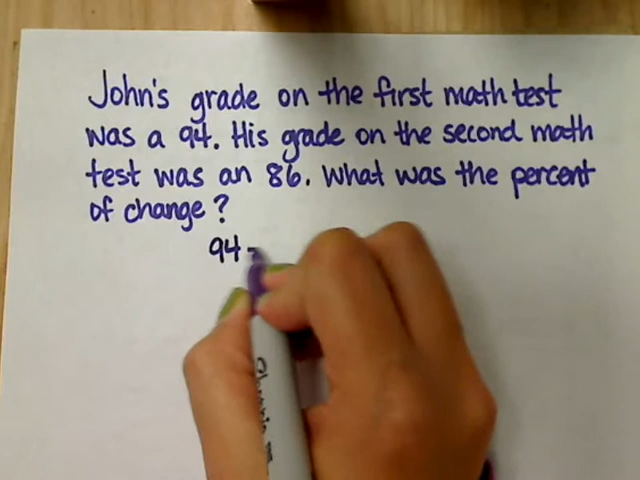 John's grade on the first math test
was a 94. His grade on the second math
test was an 86. What was the percent
of change?
94-